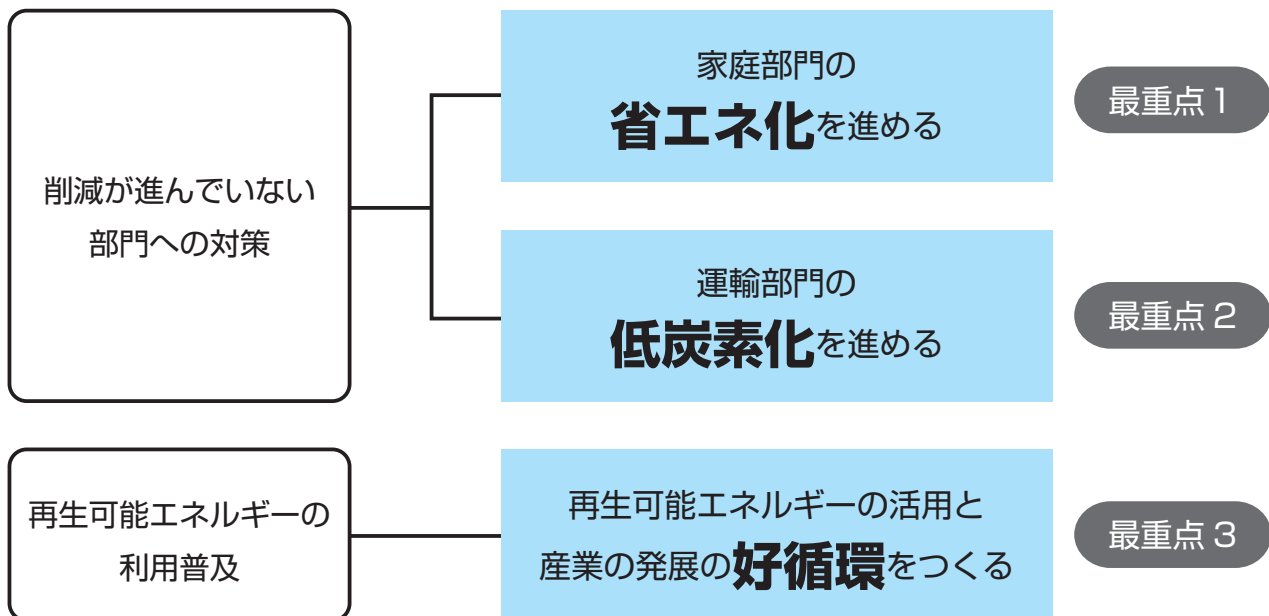 削減が進んでいない
部門への対策
家庭部門の
省エネ化を進める
最重点 1
運輸部門の
低炭素化を進める
最重点 2
再生可能エネルギーの
利用普及
再生可能エネルギーの活用と
産業の発展の好循環をつくる
最重点 3